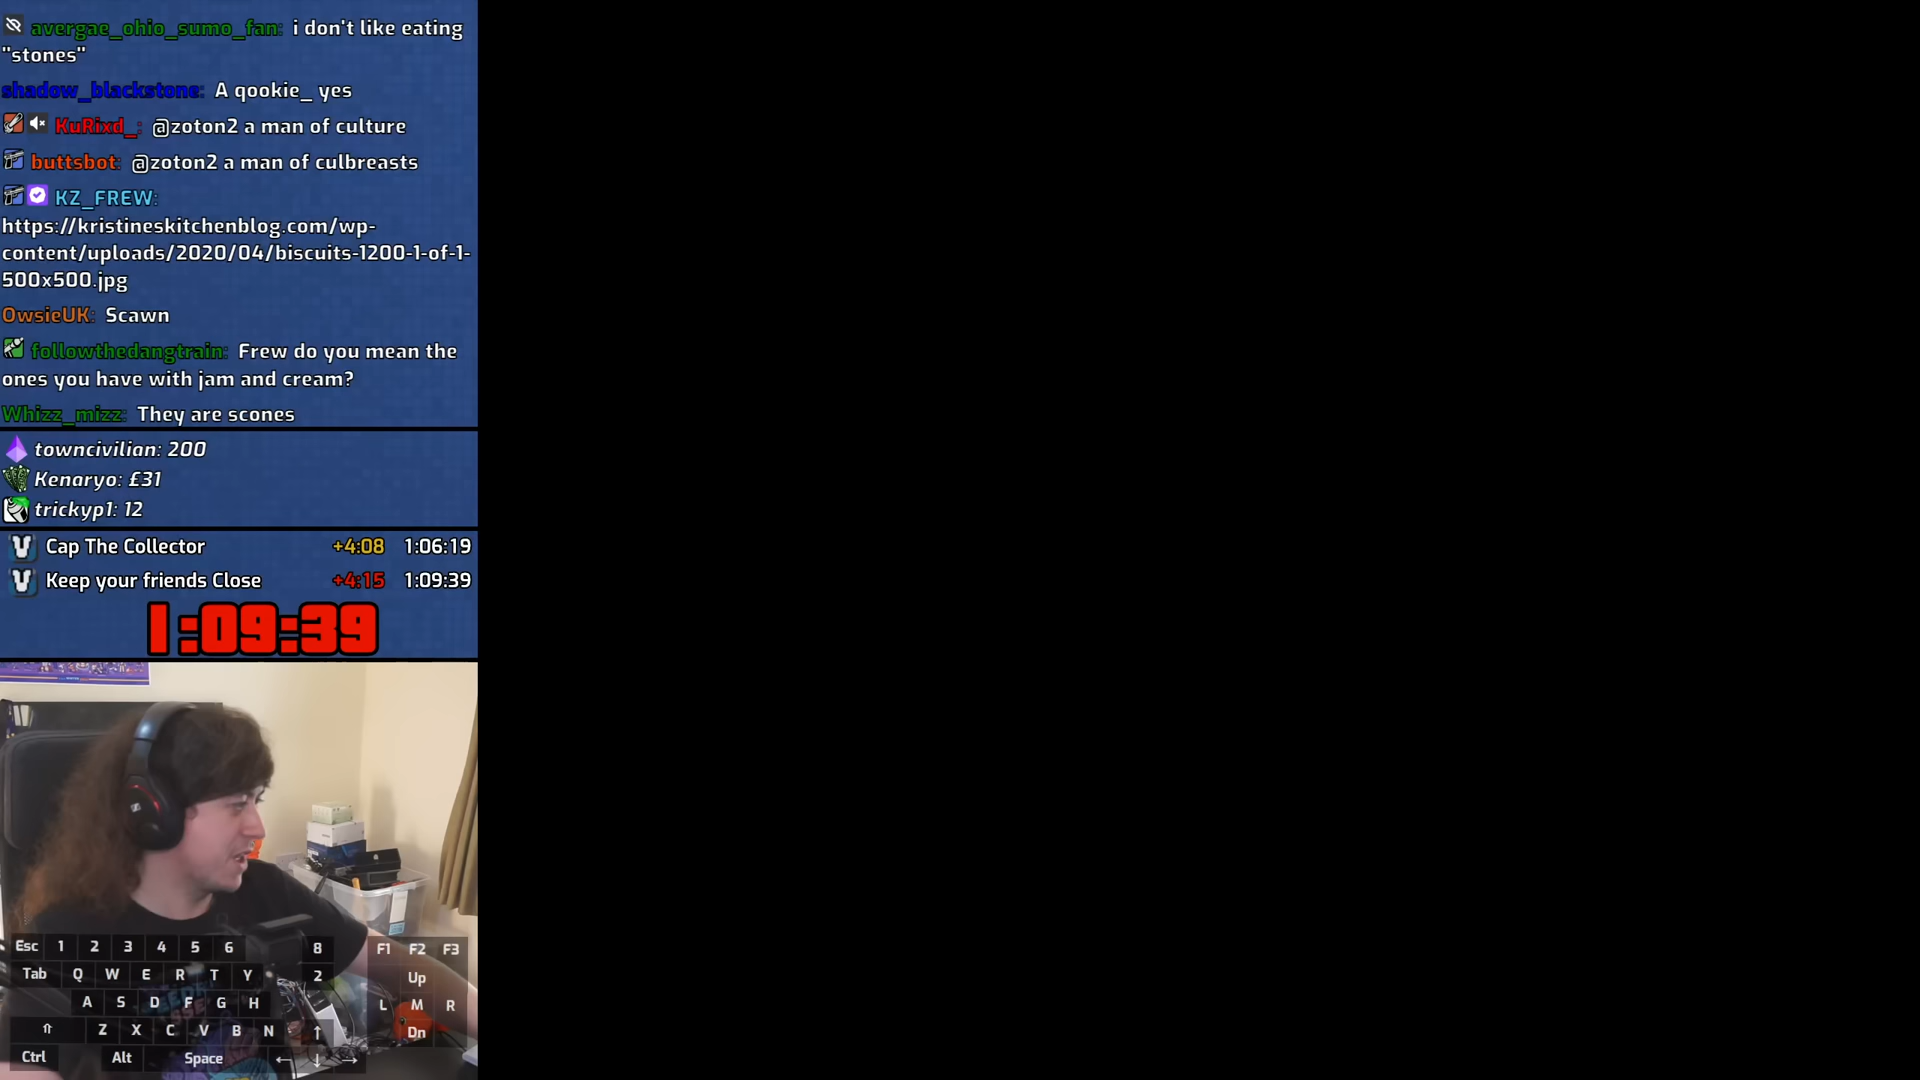 avergae_ohio_sumo_fan: i don't like eating
"stones"
shadow_blackstone: A qookie_ yes
KuRixd_: @zoton2 a man of culture
buttsbot: @zoton2 a man of culbreasts
KZ_FREW:
https://kristineskitchenblog.com/wp-
content/uploads/2020/04/biscuits-1200-1-of-1-
500x500.jpg
OwsieUK: Scawn
followthedangtrain: Frew do you mean the
ones you have with jam and cream?
Whizz_mizz: They are scones
towncivilian: 200
Kenaryo: £31
trickyp1: 12
Cap The Collector +4:08 1:06:19
Keep your friends Close +4:15 1:09:39
1:09:39
Esc 1 2 3 4 5 6 8 F1 F2 F3
Tab Q W E R T Y 2 Up
A S D F G H L M R
⇧ Z X C V B N ↑ Dn
Ctrl Alt Space ← ↓ →